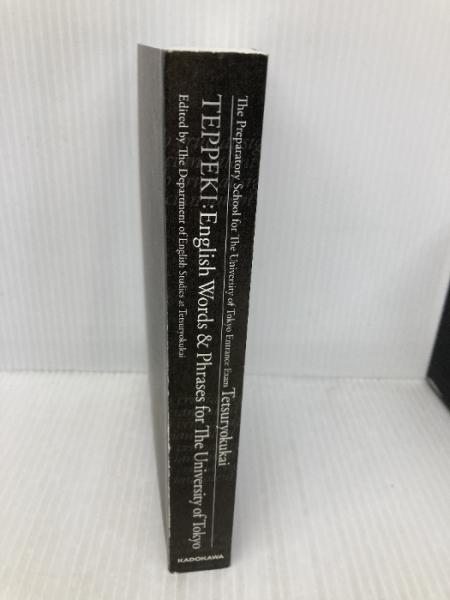 The Preparatory School for The University of Tokyo Entrance Exam Tetsuryokukai
TEPPEKI: English Words & Phrases for The University of Tokyo
Edited by The Department of English Studies at Tetsuryokukai
KADOKAWA